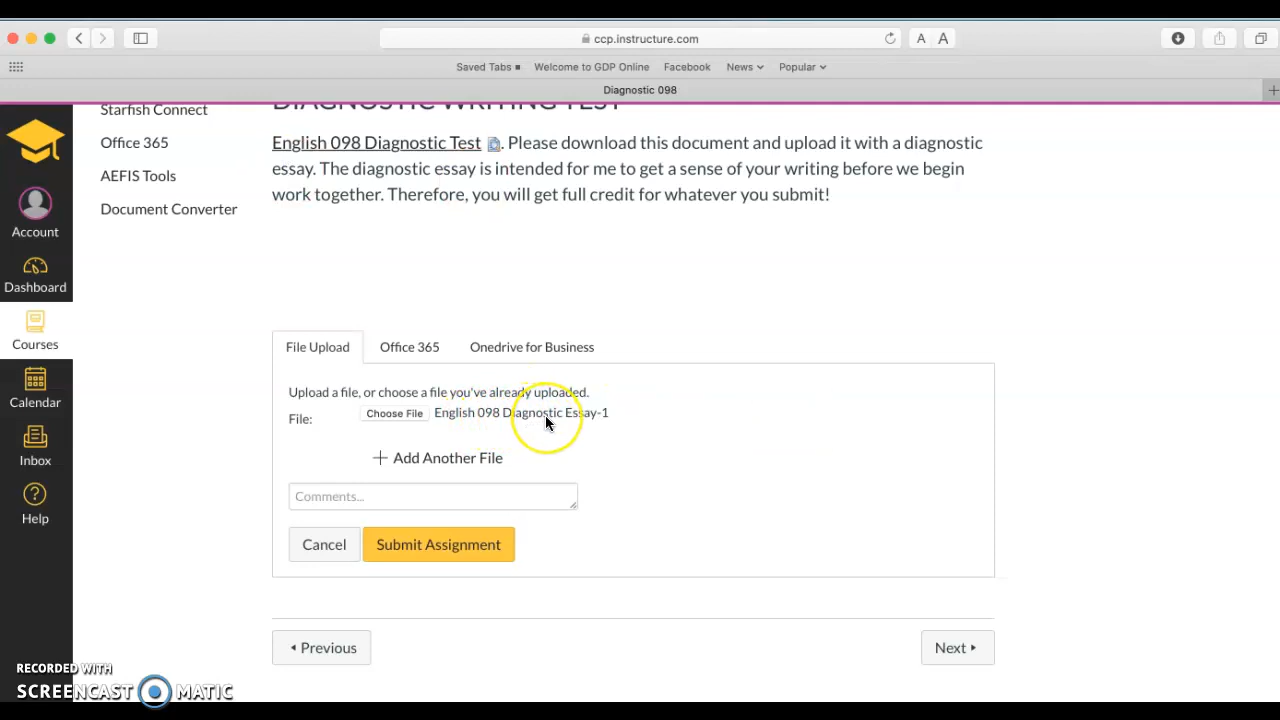 ccp.instructure.com
A A
Saved Tabs
Welcome to GDP Online
Facebook
News
Popular
Diagnostic 098
Starfish Connect
Office 365
AEFIS Tools
Document Converter
Account
Dashboard
Courses
Calendar
Inbox
Help
DIAGNOSTIC WRITING TEST
English 098 Diagnostic Test . Please download this document and upload it with a diagnostic
essay. The diagnostic essay is intended for me to get a sense of your writing before we begin
work together. Therefore, you will get full credit for whatever you submit!
File Upload
Office 365
Onedrive for Business
Upload a file, or choose a file you've already uploaded.
File:
Choose File
English 098 Diagnostic Essay-1
+ Add Another File
Comments...
Cancel
Submit Assignment
Previous
Next
RECORDED WITH
SCREENCAST MATIC